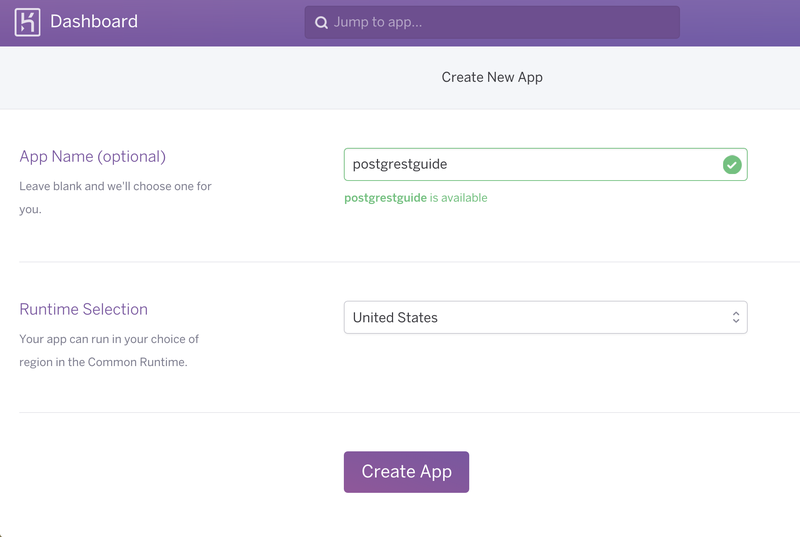 Dashboard
Jump to app...
Create New App
App Name (optional)
Leave blank and we'll choose one for
you.
postgrestguide
postgrestguide is available
Runtime Selection
Your app can run in your choice of
region in the Common Runtime.
United States
Create App